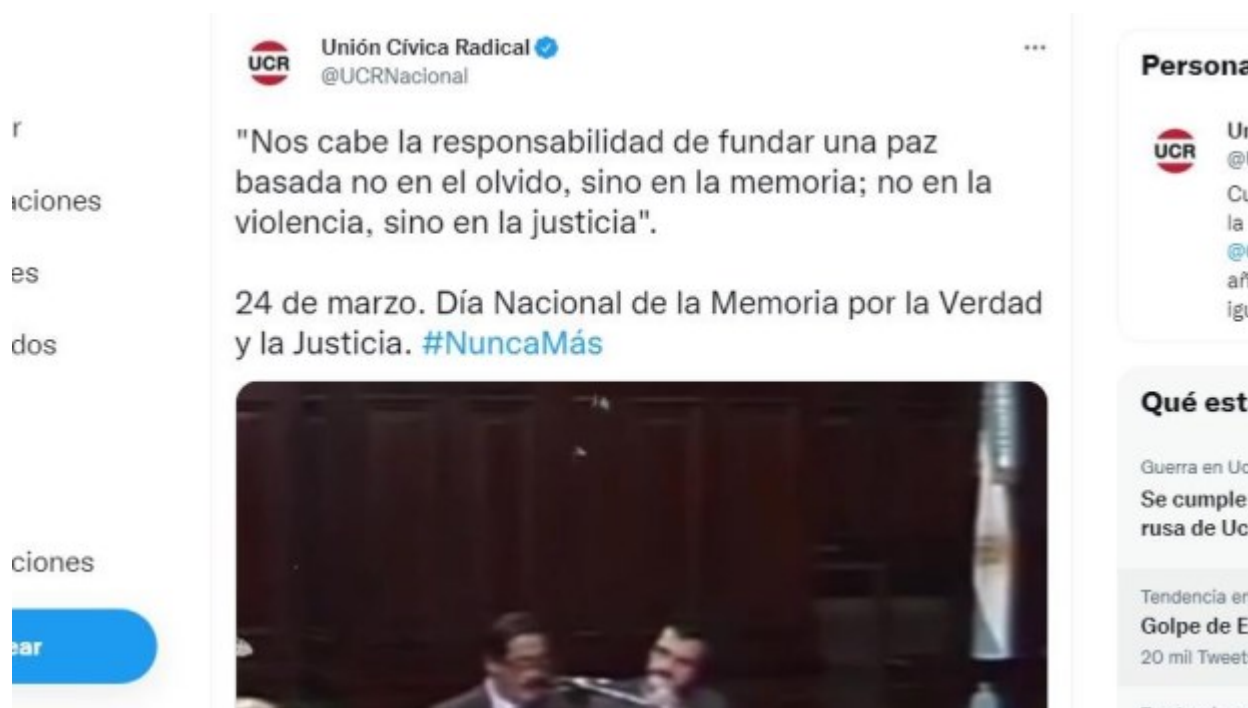 UCR
Unión Cívica Radical
@UCRNacional
"Nos cabe la responsabilidad de fundar una paz
basada no en el olvido, sino en la memoria; no en la
violencia, sino en la justicia".
24 de marzo. Día Nacional de la Memoria por la Verdad
y la Justicia. #NuncaMás
r
aciones
es
dos
ciones
ear
Persona
UCR
Un
Cu
la
añ
igu
Qué est
Guerra en Uc
Se cumple
rusa de Uc
Tendencia en
Golpe de E
20 mil Tweet